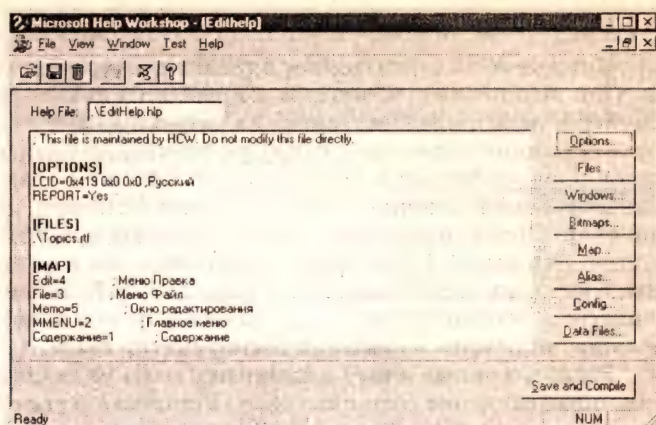 Microsoft Help Workshop - [Edithelp]
File View Window Test Help
Help File: .\EditHelp.hlp
; This file is maintained by HCW. Do not modify this file directly.
[OPTIONS]
LCID=0x419 0x0 0x0 ;Русский
REPORT=Yes
[FILES]
.\Topics.rtf
[MAP]
Edit=4 ; Меню Правка
File=3 ; Меню Файл
Memo=5 ; Окно редактирования
MMENU=2 ; Главное меню
Содержание=1 ; Содержание
Options...
Files
Windows...
Bitmaps...
Map...
Alias...
Config...
Data Files...
Save and Compile
Ready
NUM